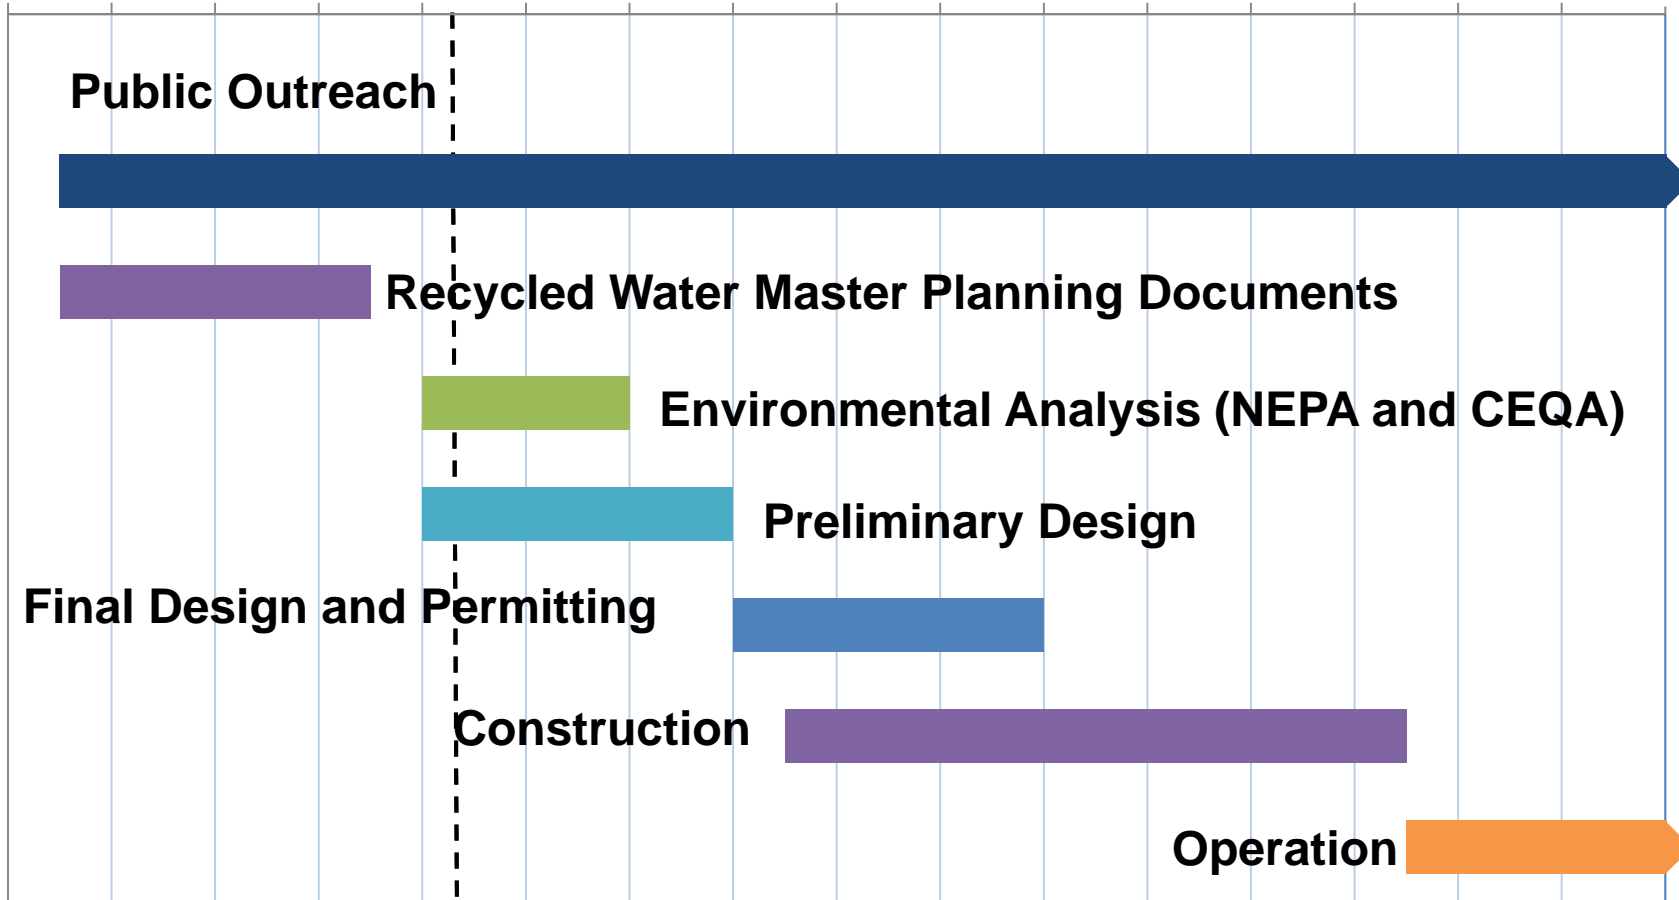 Public Outreach
Recycled Water Master Planning Documents
Environmental Analysis (NEPA and CEQA)
Preliminary Design
Final Design and Permitting
Construction
Operation